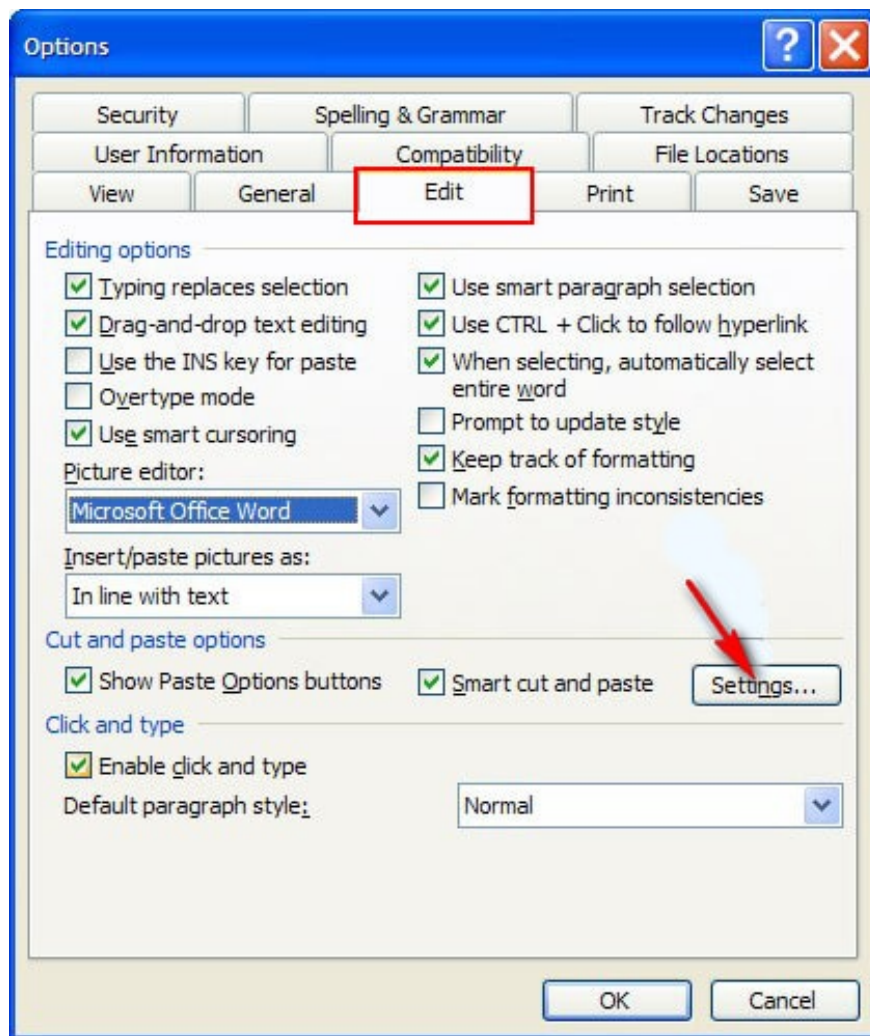 Options
Security Spelling & Grammar Track Changes
User Information Compatibility File Locations
View General Edit Print Save
Editing options
Typing replaces selection
Drag-and-drop text editing
Use the INS key for paste
Overtype mode
Use smart cursoring
Picture editor:
Microsoft Office Word
Insert/paste pictures as:
In line with text
Use smart paragraph selection
Use CTRL + Click to follow hyperlink
When selecting, automatically select
entire word
Prompt to update style
Keep track of formatting
Mark formatting inconsistencies
Cut and paste options
Show Paste Options buttons Smart cut and paste Settings...
Click and type
Enable click and type
Default paragraph style: Normal
OK Cancel